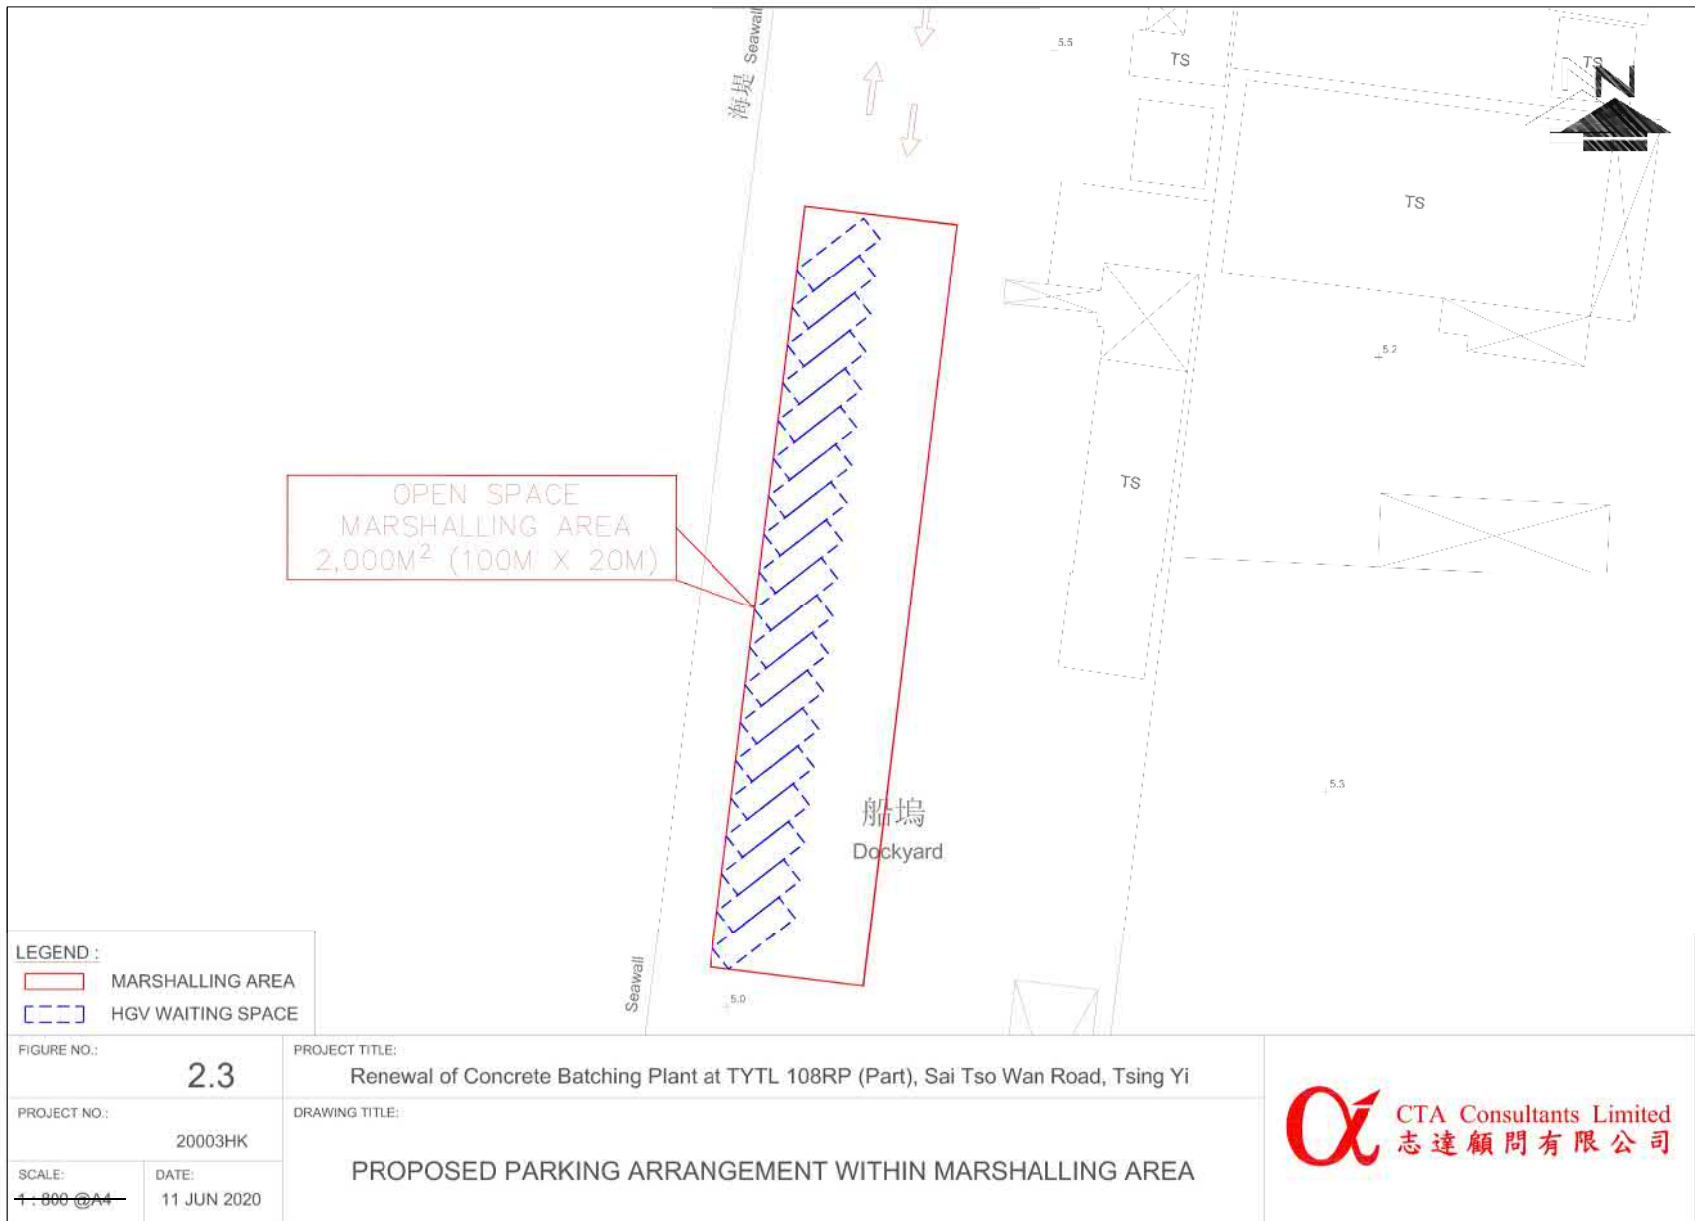 海堤 Seawall
5.5
TS
TS
N
TS
5.2
OPEN SPACE
MARSHALLING AREA
2,000M² (100M X 20M)
TS
5.3
船塢
Dockyard
Seawall
5.0
LEGEND :
MARSHALLING AREA
HGV WAITING SPACE
FIGURE NO.:
2.3
PROJECT TITLE:
Renewal of Concrete Batching Plant at TYTL 108RP (Part), Sai Tso Wan Road, Tsing Yi
PROJECT NO.:
20003HK
DRAWING TITLE:
PROPOSED PARKING ARRANGEMENT WITHIN MARSHALLING AREA
SCALE:
1 : 800 @A4
DATE:
11 JUN 2020
CTA Consultants Limited
志達顧問有限公司